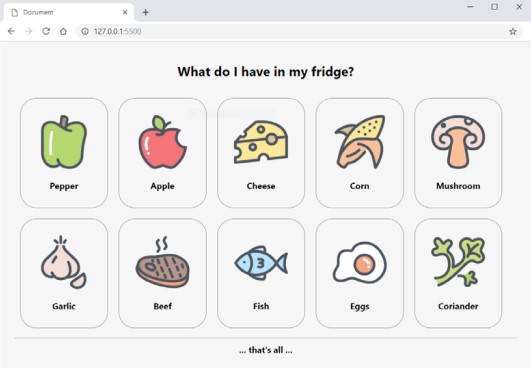 Document
127.0.0.1:5500
What do I have in my fridge?
Pepper Apple Cheese Corn Mushroom
Garlic Beef Fish Eggs Coriander
... that's all ...